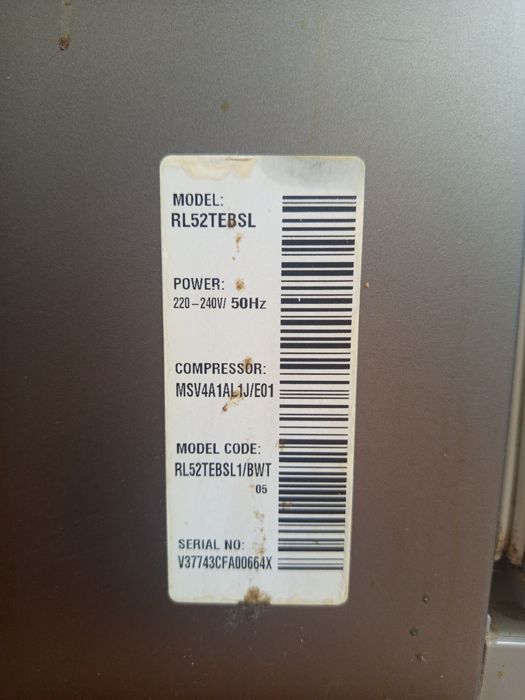 MODEL:
RL52TEBSL
POWER:
220-240V/ 50Hz
COMPRESSOR:
MSV4A1AL1J/E01
MODEL CODE:
RL52TEBSL1/BWT
05
SERIAL NO:
V37743CFA00664X